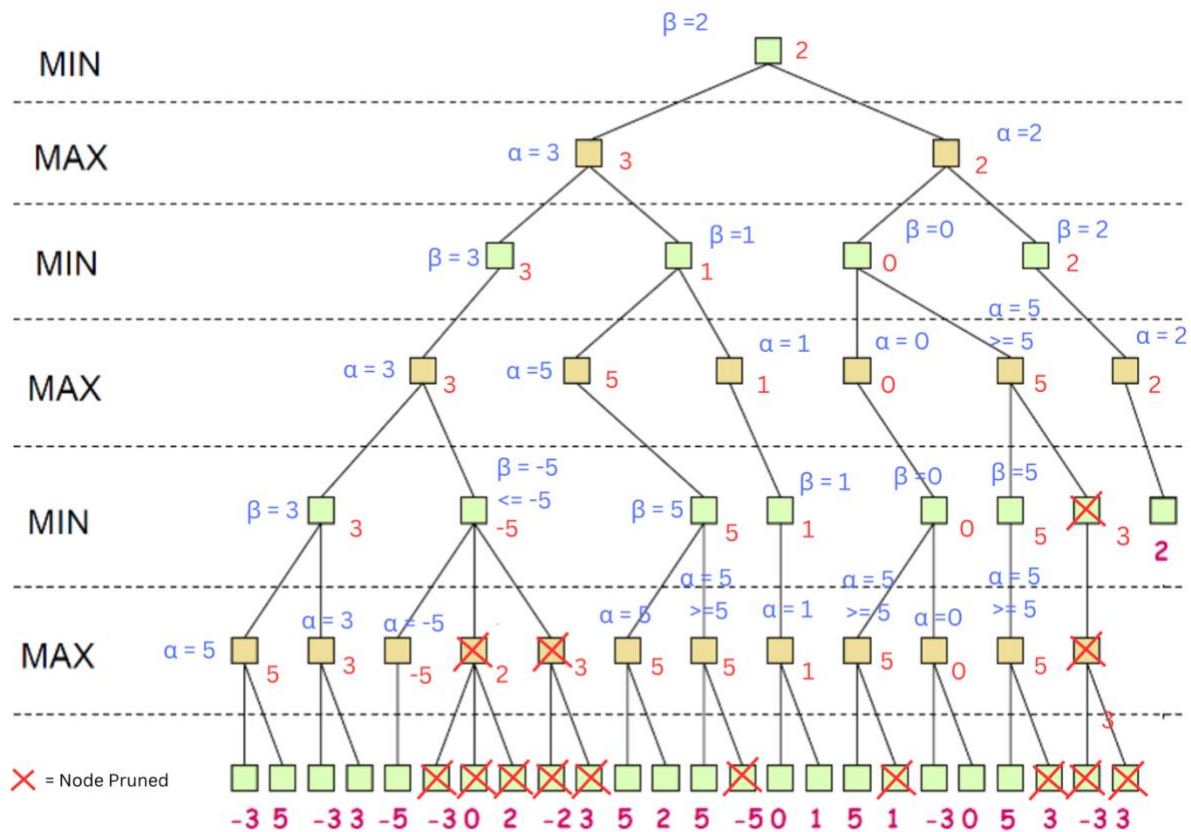 β =2
MIN
2
α =2
MAX
α = 3
3
2
β =0
β =1
β = 2
MIN
β = 3
3
1
0
2
α = 5
α = 1
α = 0
>= 5
α = 2
MAX
α = 3
3
α =5
5
1
0
5
2
β = -5
β =0
β =5
β = 1
<= -5
MIN
β = 3
3
-5
β = 5
5
1
0
5
3
2
α = 5
α = 5
α = 5
α = 3
α = -5
α = 5
>=5
α = 1
>= 5
α =0
>= 5
MAX
α = 5
5
3
-5
2
3
5
5
1
5
0
5
3
= Node Pruned
-3 5 -3 3 -5 -3 0 2 -2 3 5 2 5 -5 0 1 5 1 -3 0 5 3 -3 3